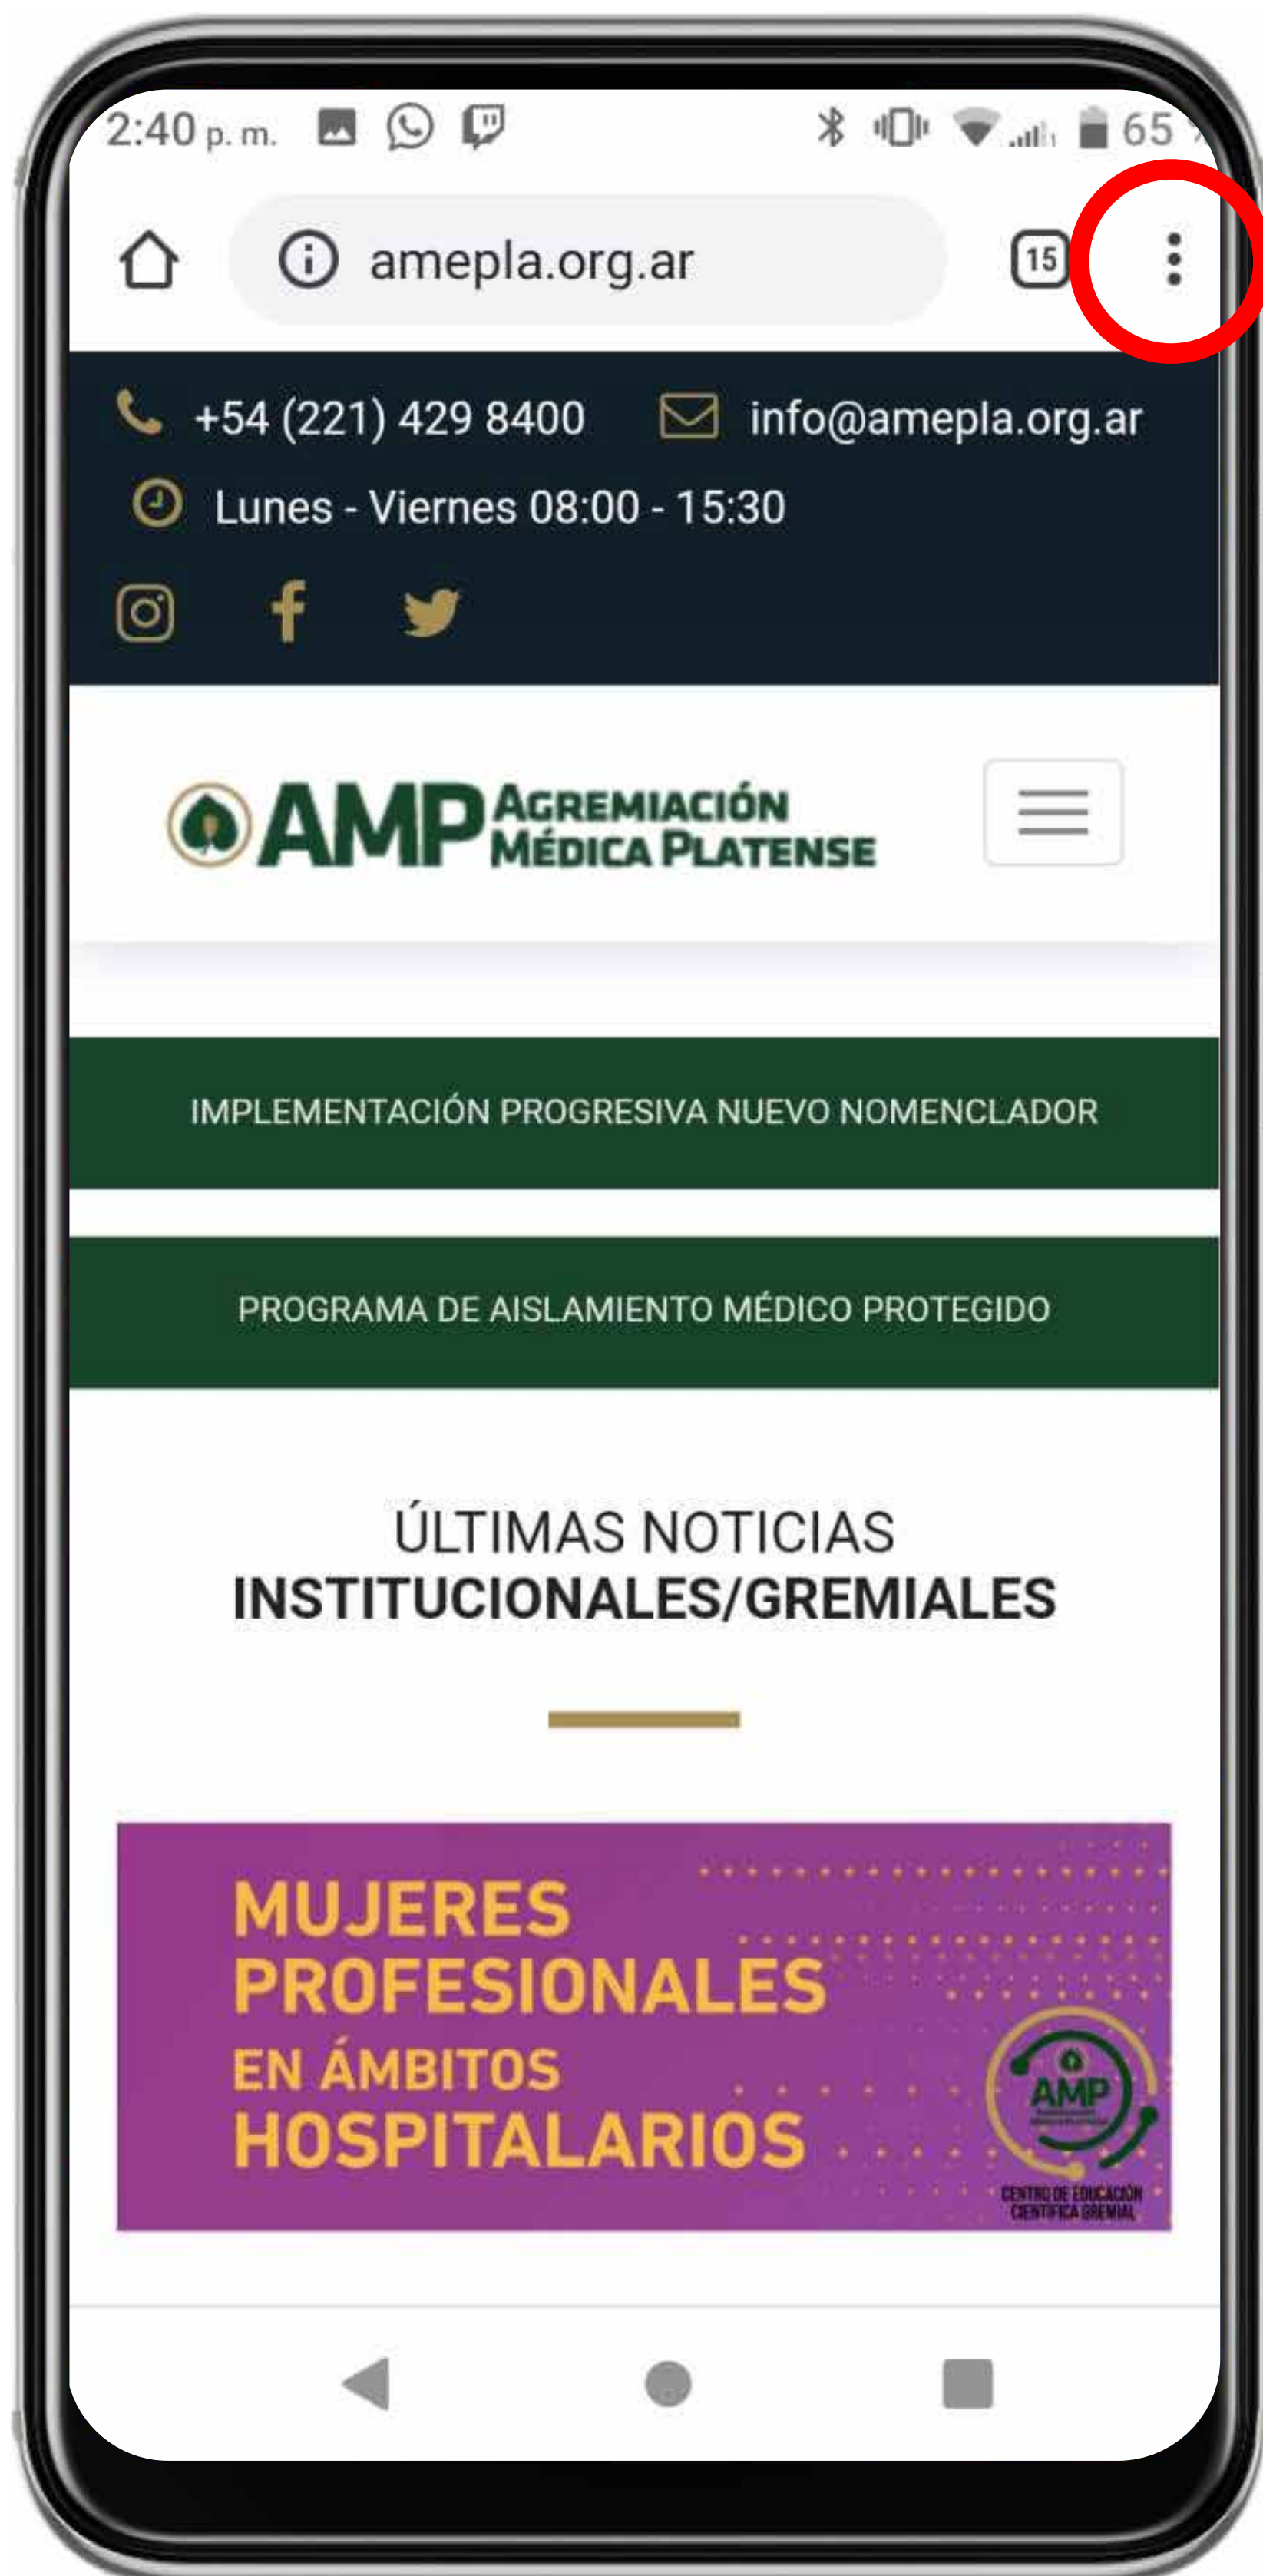 2:40 p. m.
65
amepla.org.ar
15
+54 (221) 429 8400
info@amepla.org.ar
Lunes - Viernes 08:00 - 15:30
AMP AGREMIACIÓN
MÉDICA PLATENSE
IMPLEMENTACIÓN PROGRESIVA NUEVO NOMENCLADOR
PROGRAMA DE AISLAMIENTO MÉDICO PROTEGIDO
ÚLTIMAS NOTICIAS
INSTITUCIONALES/GREMIALES
MUJERES
PROFESIONALES
EN ÁMBITOS
HOSPITALARIOS
AMP
CENTRO DE EDUCACIÓN
CIENTIFICA GREMIAL